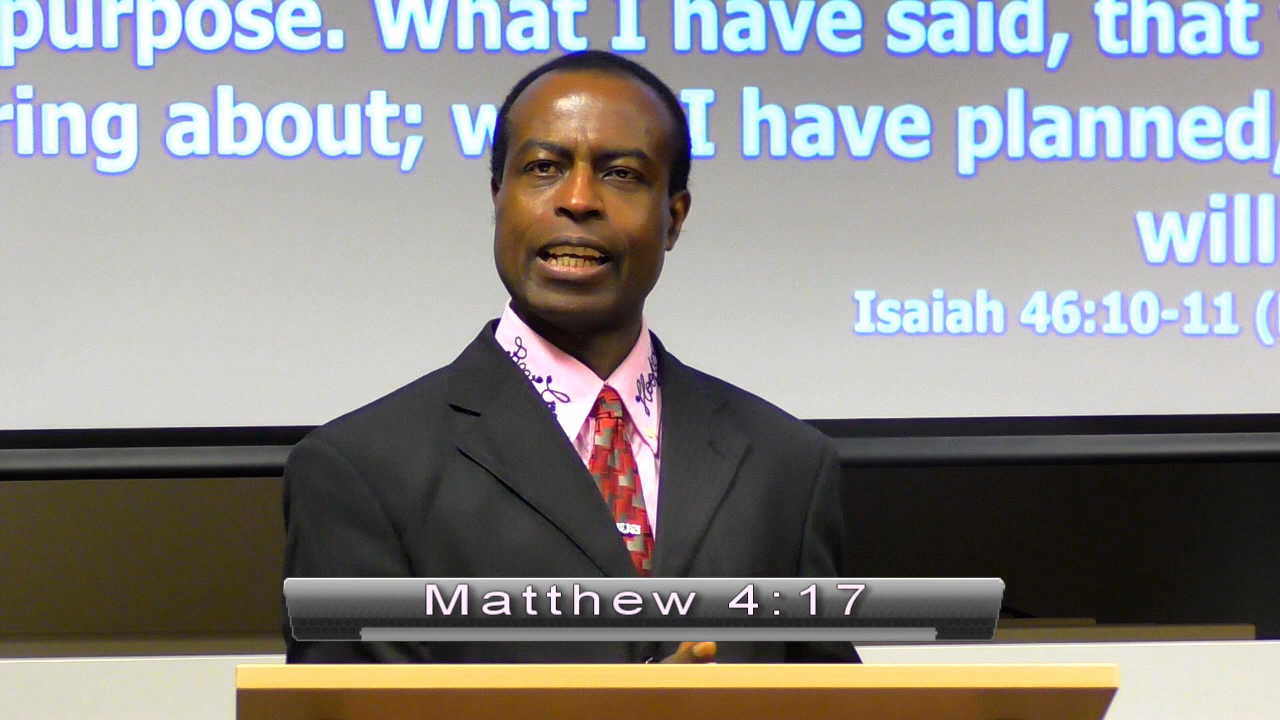 purpose. What I have said, that
ring about; w I have planned,
will
Isaiah 46:10-11 (
Matthew 4:17